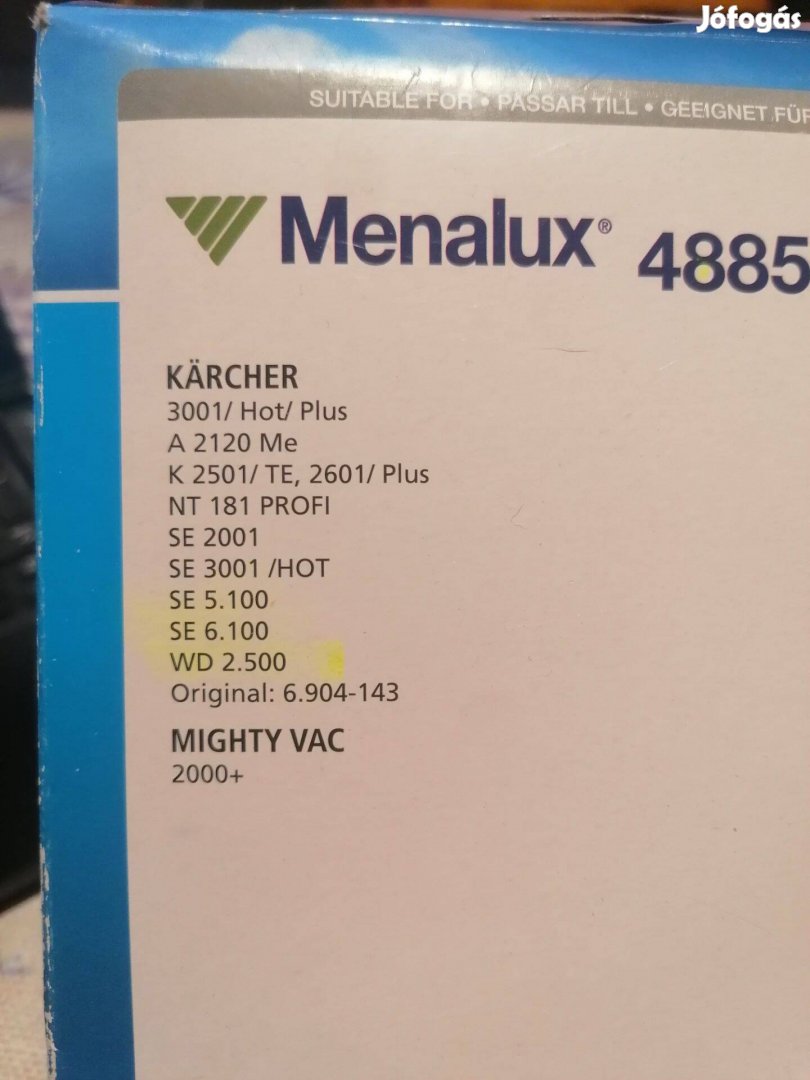 Jófogás
SUITABLE FOR • PASSAR TILL • GEEIGNET FÜR
Menalux® 4885
KÄRCHER
3001/ Hot/ Plus
A 2120 Me
K 2501/ TE, 2601/ Plus
NT 181 PROFI
SE 2001
SE 3001 /HOT
SE 5.100
SE 6.100
WD 2.500
Original: 6.904-143
MIGHTY VAC
2000+